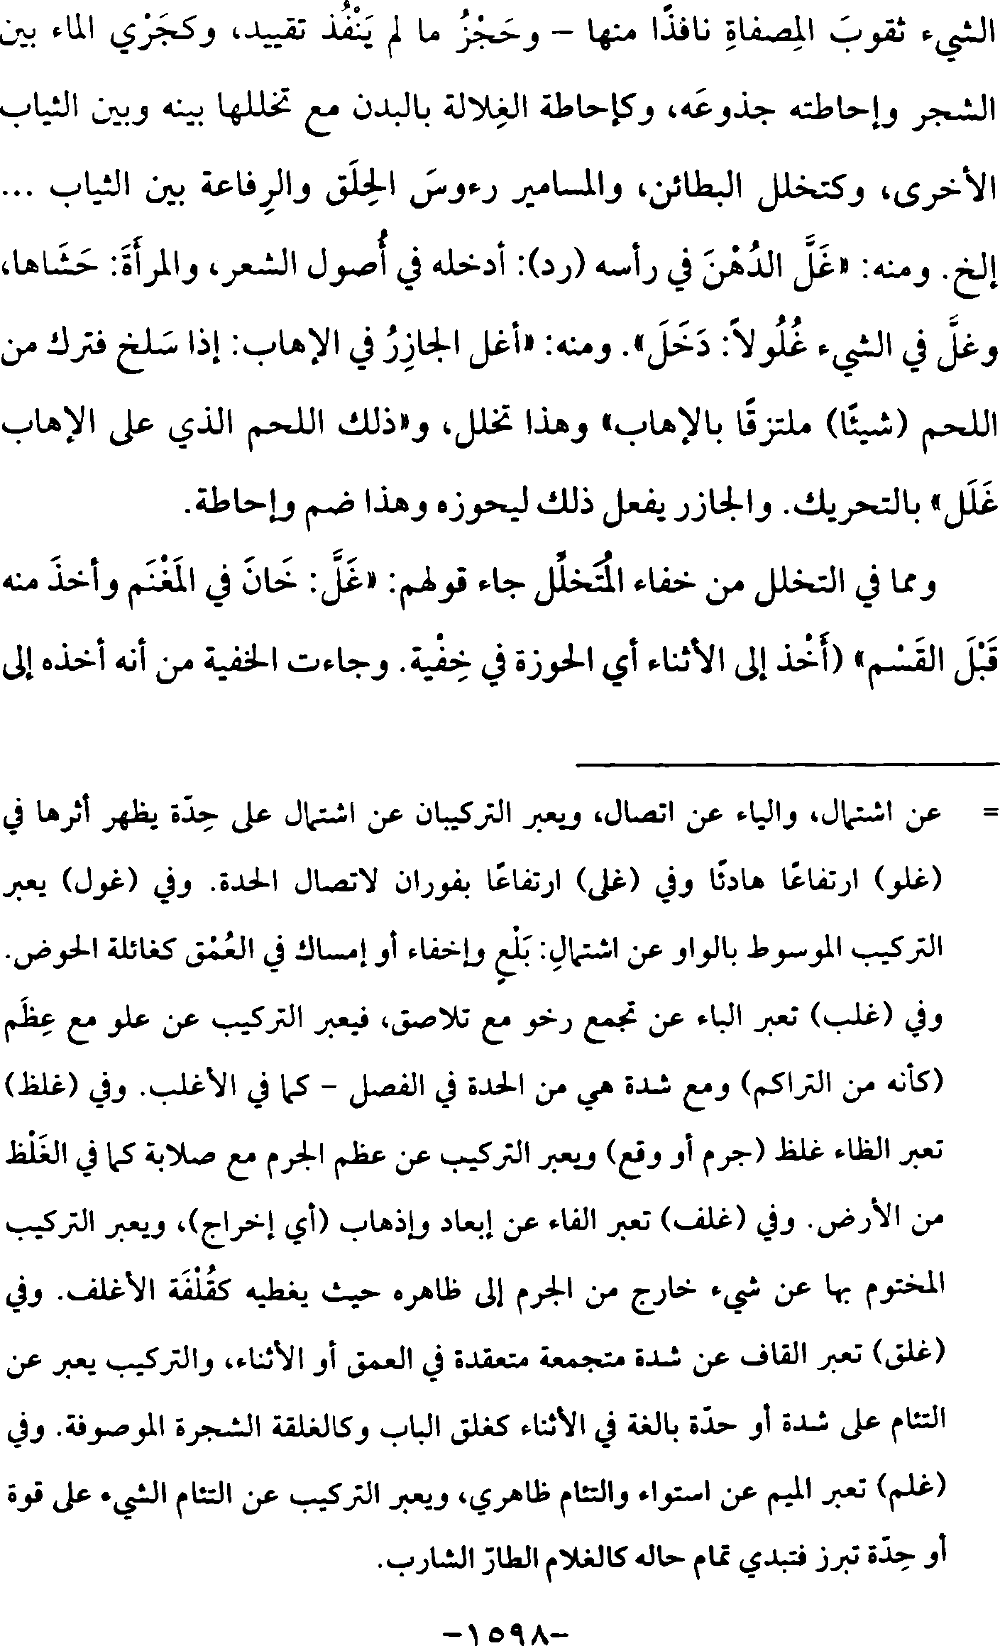 الشيء ثقوبَ المِصفاةِ نافذًا منها – وحَجْزُ ما لم يَنْفُذ تقييد، وكجَرْي الماء بين
الشجر وإحاطته جذوعَه، وكإحاطة الغِلالة بالبدن مع تخللها بينه وبين الثياب
الأخرى، وكتخلل البطائن، والمسامير رءوسَ الحِلَق والرِفاعة بين الثياب ...
إلخ. ومنه: «غَلَّ الدُهْنَ في رأسه (رد): أدخله في أُصول الشعر، والمرأَةَ: حَشَاها،
وغلَّ في الشيء غُلُولاً: دَخَلَ». ومنه: «أغل الجازِرُ في الإهاب: إذا سَلخ فترك من
اللحم (شيئًا) ملتزقًا بالإهاب» وهذا تخلل، و«ذلك اللحم الذي على الإهاب
غَلَل» بالتحريك. والجازر يفعل ذلك ليحوزه وهذا ضم وإحاطة.
ومما في التخلل من خفاء المُتَخلِّل جاء قولهم: «غَلَّ: خَانَ في المَغْنَم وأخذَ منه
قَبْلَ القَسْم» (أَخْذ إلى الأثناء أي الحوزة في خِفْية. وجاءت الخفية من أنه أخذه إلى
= عن اشتمال، والياء عن اتصال، ويعبر التركيبان عن اشتمال على حِدّة يظهر أثرها في
(غلو) ارتفاعًا هادئًا وفي (غلى) ارتفاعًا بفوران لاتصال الحدة. وفي (غول) يعبر
التركيب الموسوط بالواو عن اشتمالِ: بَلْعٍ وإخفاء أو إمساك في العُمْق كغائلة الحوض.
وفي (غلب) تعبر الباء عن تجمع رخو مع تلاصق، فيعبر التركيب عن علو مع عِظَم
(كأنه من التراكم) ومع شدة هي من الحدة في الفصل – كما في الأغلب. وفي (غلظ)
تعبر الظاء غلظ (جرم أو وقع) ويعبر التركيب عن عظم الجرم مع صلابة كما في الغَلْظ
من الأرض. وفي (غلف) تعبر الفاء عن إبعاد وإذهاب (أي إخراج)، ويعبر التركيب
المختوم بها عن شيء خارج من الجرم إلى ظاهره حيث يغطيه كقُلْفَة الأغلف. وفي
(غلق) تعبر القاف عن شدة متجمعة متعقدة في العمق أو الأثناء، والتركيب يعبر عن
التئام على شدة أو حدّة بالغة في الأثناء كغلق الباب وكالغلقة الشجرة الموصوفة. وفي
(غلم) تعبر الميم عن استواء والتئام ظاهري، ويعبر التركيب عن التئام الشيء على قوة
أو حِدّة تبرز فتبدي تمام حاله كالغلام الطارّ الشارب.
-١٥٩٨-